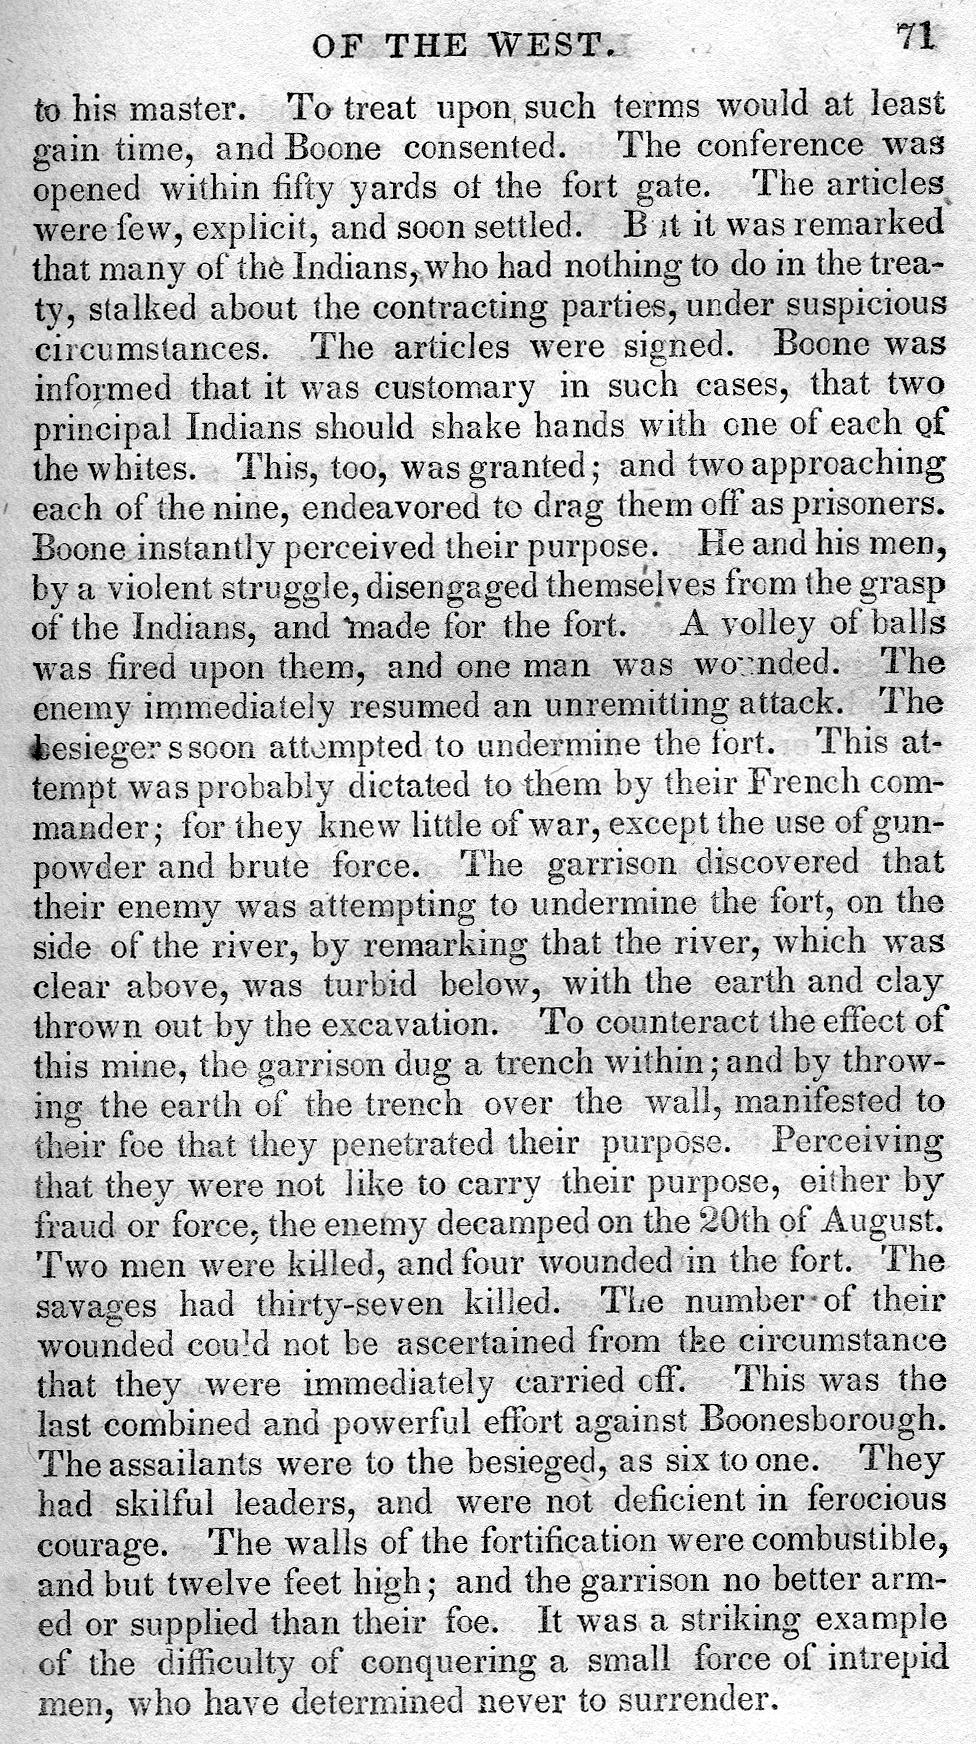 OF THE WEST. 71
to his master. To treat upon such terms would at least
gain time, and Boone consented. The conference was
opened within fifty yards of the fort gate. The articles
were few, explicit, and soon settled. But it was remarked
that many of the Indians, who had nothing to do in the trea-
ty, stalked about the contracting parties, under suspicious
circumstances. The articles were signed. Boone was
informed that it was customary in such cases, that two
principal Indians should shake hands with one of each of
the whites. This, too, was granted; and two approaching
each of the nine, endeavored to drag them off as prisoners.
Boone instantly perceived their purpose. He and his men,
by a violent struggle, disengaged themselves from the grasp
of the Indians, and made for the fort. A volley of balls
was fired upon them, and one man was wounded. The
enemy immediately resumed an unremitting attack. The
besiegers soon attempted to undermine the fort. This at-
tempt was probably dictated to them by their French com-
mander; for they knew little of war, except the use of gun-
powder and brute force. The garrison discovered that
their enemy was attempting to undermine the fort, on the
side of the river, by remarking that the river, which was
clear above, was turbid below, with the earth and clay
thrown out by the excavation. To counteract the effect of
this mine, the garrison dug a trench within; and by throw-
ing the earth of the trench over the wall, manifested to
their foe that they penetrated their purpose. Perceiving
that they were not like to carry their purpose, either by
fraud or force, the enemy decamped on the 20th of August.
Two men were killed, and four wounded in the fort. The
savages had thirty-seven killed. The number of their
wounded could not be ascertained from the circumstance
that they were immediately carried off. This was the
last combined and powerful effort against Boonesborough.
The assailants were to the besieged, as six to one. They
had skilful leaders, and were not deficient in ferocious
courage. The walls of the fortification were combustible,
and but twelve feet high; and the garrison no better arm-
ed or supplied than their foe. It was a striking example
of the difficulty of conquering a small force of intrepid
men, who have determined never to surrender.